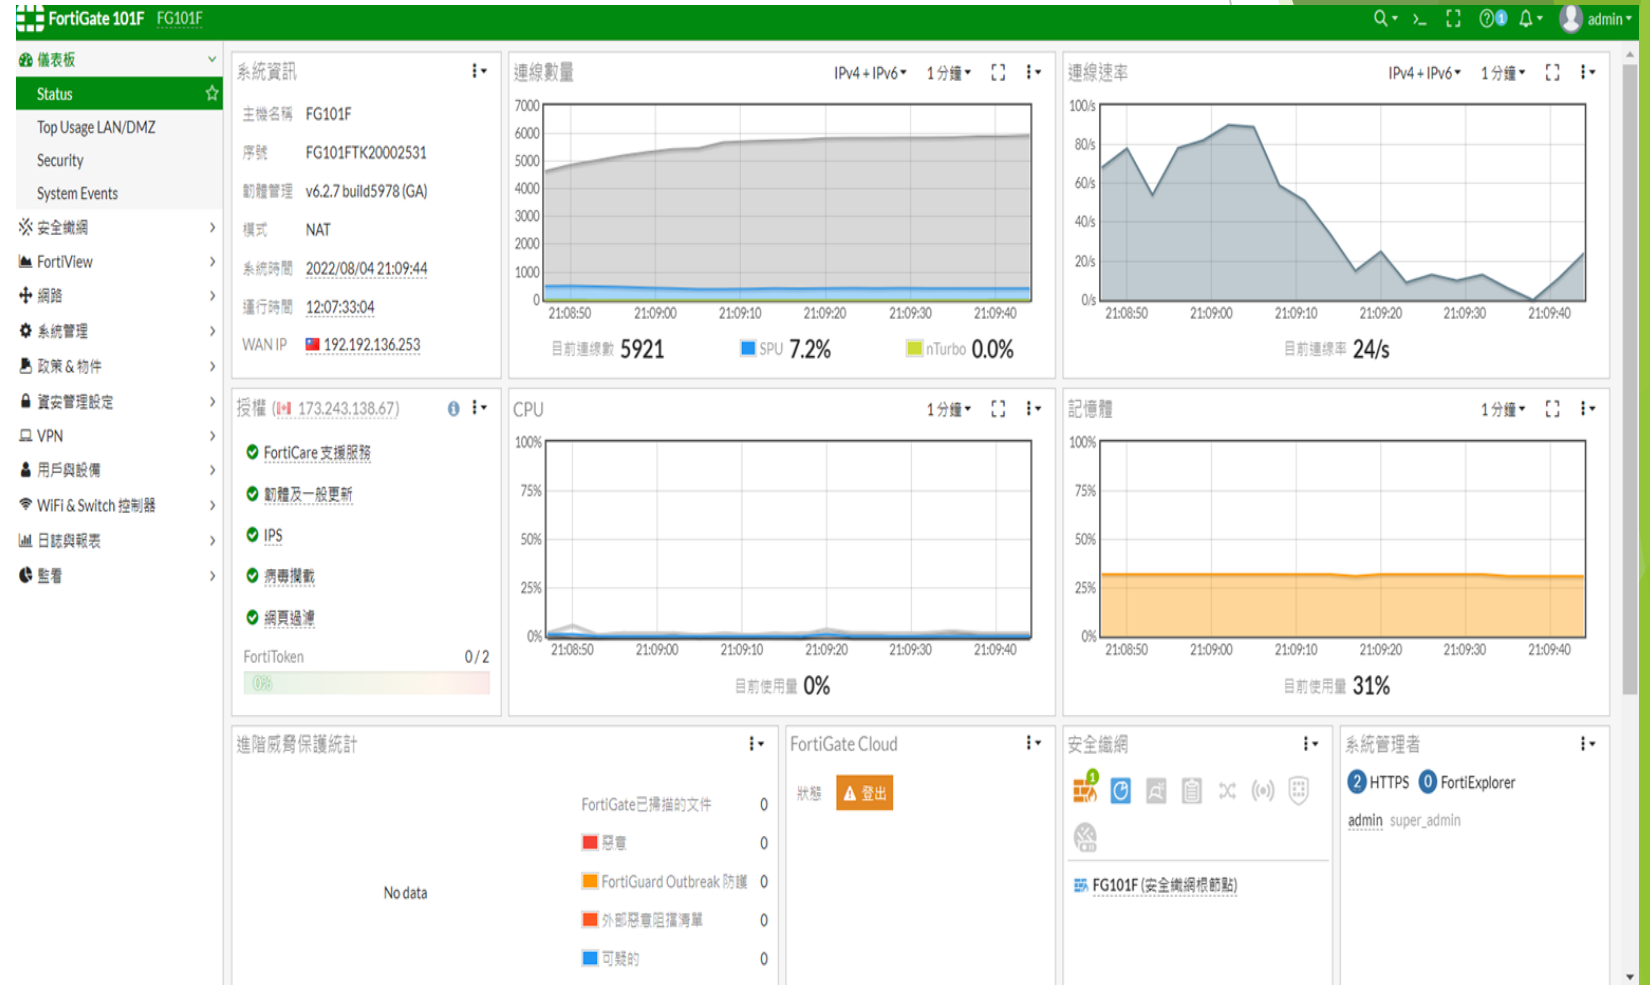 FortiGate 101F FG101F
1
admin
儀表板
Status
Top Usage LAN/DMZ
Security
System Events
安全織網
FortiView
網路
系統管理
政策 & 物件
資安管理設定
VPN
用戶與設備
WiFi & Switch 控制器
日誌與報表
監看
系統資訊
主機名稱 FG101F
序號 FG101FTK20002531
韌體管理 v6.2.7 build5978 (GA)
模式 NAT
系統時間 2022/08/04 21:09:44
運行時間 12:07:33:04
WAN IP 192.192.136.253
連線數量 IPv4 + IPv6 1 分鐘
7000
6000
5000
4000
3000
2000
1000
0
21:08:50 21:09:00 21:09:10 21:09:20 21:09:30 21:09:40
目前連線數 5921 SPU 7.2% nTurbo 0.0%
連線速率 IPv4 + IPv6 1 分鐘
100/s
80/s
60/s
40/s
20/s
0/s
21:08:50 21:09:00 21:09:10 21:09:20 21:09:30 21:09:40
目前連線率 24/s
授權 (173.243.138.67)
FortiCare 支援服務
韌體及一般更新
IPS
病毒攔截
網頁過濾
FortiToken 0 / 2
0%
CPU 1 分鐘
100%
75%
50%
25%
0%
21:08:50 21:09:00 21:09:10 21:09:20 21:09:30 21:09:40
目前使用量 0%
記憶體 1 分鐘
100%
75%
50%
25%
0%
21:08:50 21:09:00 21:09:10 21:09:20 21:09:30 21:09:40
目前使用量 31%
進階威脅保護統計
No data
FortiGate已掃描的文件 0
惡意 0
FortiGuard Outbreak 防護 0
外部惡意阻擋清單 0
可疑的 0
FortiGate Cloud
狀態 登出
安全織網
1
FG101F (安全織網根節點)
系統管理者
2 HTTPS 0 FortiExplorer
admin super_admin